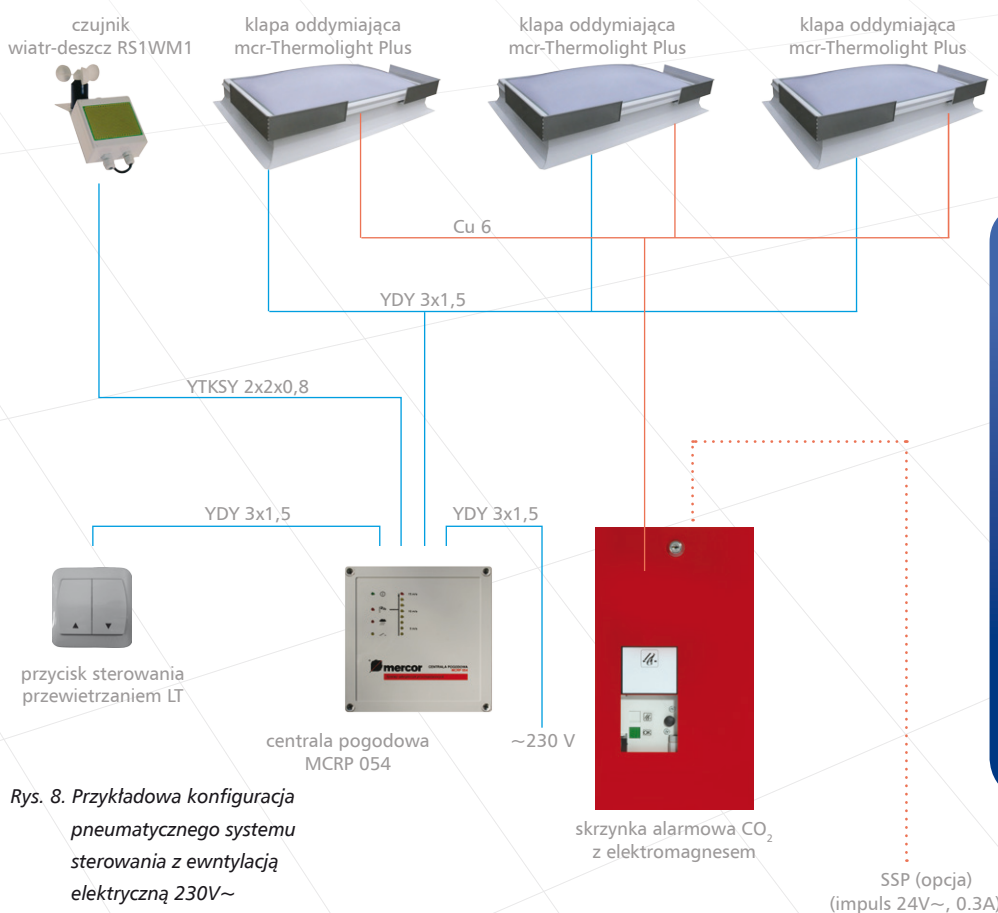 czujnik
wiatr-deszcz RS1WM1
klapa oddymiająca
mcr-Thermolight Plus
klapa oddymiająca
mcr-Thermolight Plus
klapa oddymiająca
mcr-Thermolight Plus
Cu 6
YDY 3x1,5
YTKSY 2x2x0,8
YDY 3x1,5
YDY 3x1,5
mercor
CENTRALA POGODOWA
MCRP 054
przycisk sterowania
przewietrzaniem LT
centrala pogodowa
MCRP 054
~230 V
skrzynka alarmowa CO2
z elektromagnesem
SSP (opcja)
(impuls 24V~, 0.3A)
Rys. 8. Przykładowa konfiguracja
pneumatycznego systemu
sterowania z ewntylacją
elektryczną 230V~